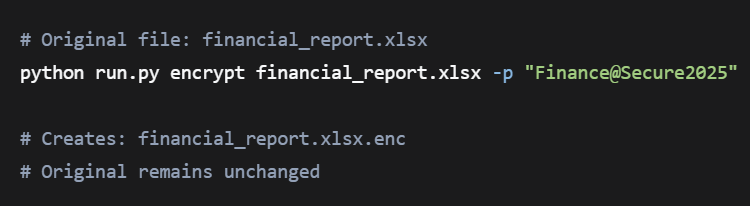 # Original file: financial_report.xlsx
python run.py encrypt financial_report.xlsx -p "Finance@Secure2025"
# Creates: financial_report.xlsx.enc
# Original remains unchanged